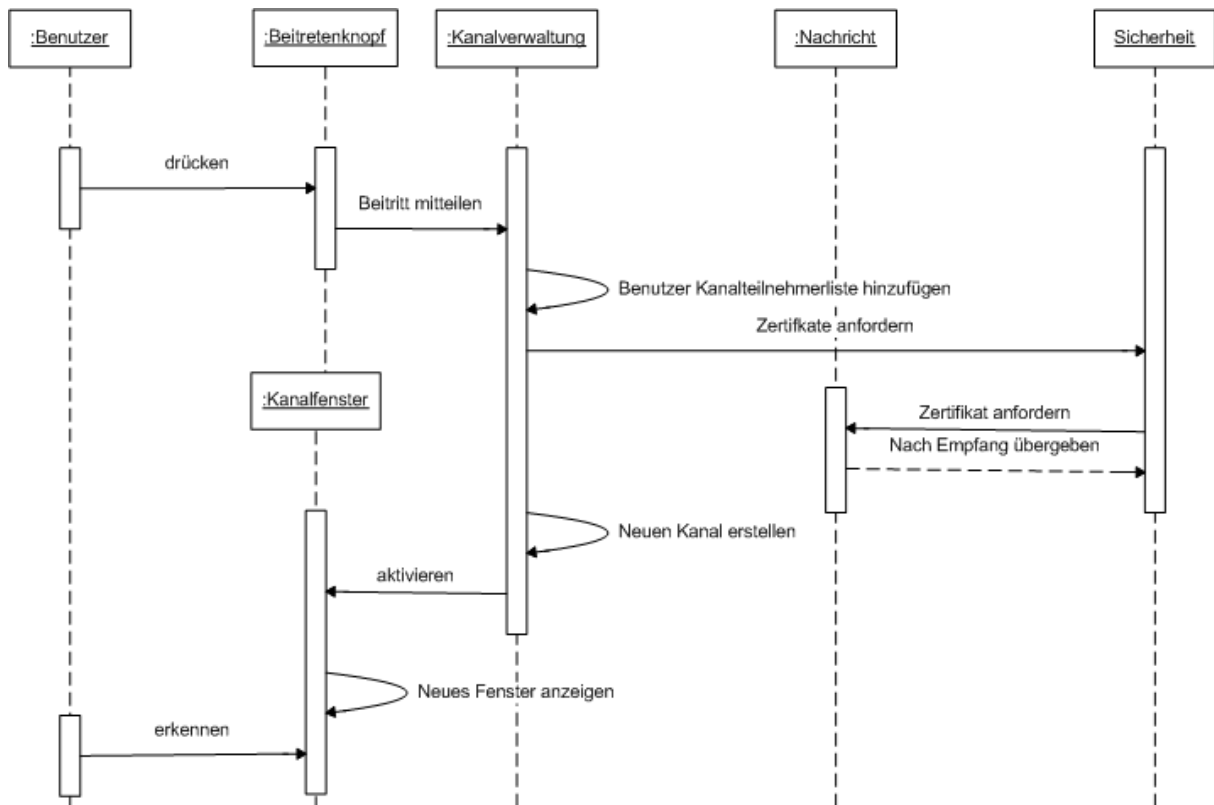 :Benutzer
:Beitretenknopf
:Kanalverwaltung
:Nachricht
Sicherheit
drücken
Beitritt mitteilen
Benutzer Kanalteilnehmerliste hinzufügen
Zertifkate anfordern
:Kanalfenster
Zertifikat anfordern
Nach Empfang übergeben
Neuen Kanal erstellen
aktivieren
Neues Fenster anzeigen
erkennen